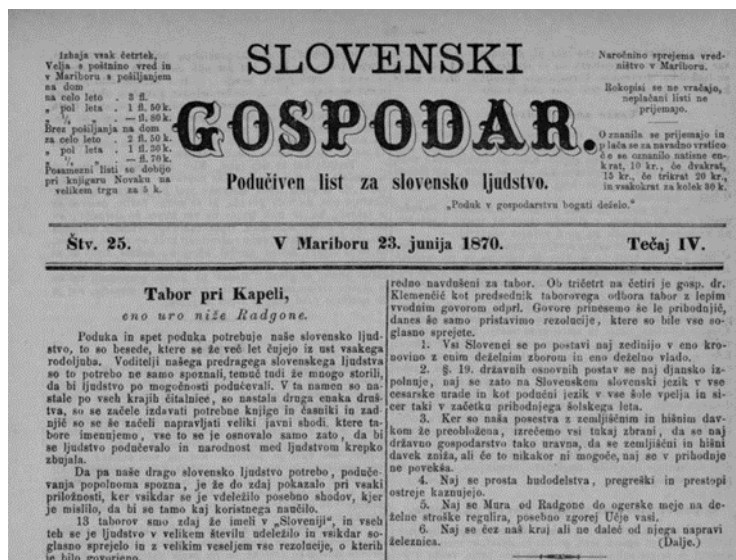 Izhaja vsak četrtek,
Velja s poštnino vred in
v Mariboru s pošiljanjem
na dom
na celo leto . 3 fl.
„ pol leta . 1 fl. 50 k.
„ ¼ „ . — fl. 80 k.
Brez pošiljanja na dom
za celo leto . 2 fl. 50 k.
„ pol leta . 1 fl. 30 k.
„ ¼ „ . — fl. 70 k.
Posamezni listi se dobijo
pri knjigaru Novaku na
velikem trgu za 5 k.
SLOVENSKI
GOSPODAR.
Podučiven list za slovensko ljudstvo.
„Poduk v gospodarstvu bogati deželo.“
Naročnino sprejema vred-
ništvo v Mariboru.
Rokopisi se ne vračajo,
neplačani listi ne
prijemajo.
Oznanila se prijemajo in
plača se za navadno vrstico
če se oznanilo natisne en-
krat, 10 kr., če dvakrat,
15 kr., če trikrat 20 kr.,
in vsakokrat za kolek 30 k.
Štv. 25.
V Mariboru 23. junija 1870.
Tečaj IV.
Tabor pri Kapeli,
eno uro niže Radgone.
Poduka in spet poduka potrebuje naše slovensko ljud-
stvo, to so besede, ktere se že več let čujejo iz ust vsakega
rodoljuba. Voditelji našega predragega slovenskega ljudstva
so to potrebo ne samo spoznali, temuč tudi že mnogo storili,
da bi ljudstvo po mogočnosti podučevali. V ta namen so na-
stale po vseh krajih čitalnice, so nastala druga enaka druš-
tva, so se začele izdavati potrebne knjige in časniki in zad-
njič so se še začeli napravljati veliki javni shodi, ktere ta-
bore imenujemo, vse to se je osnovalo samo zato, da bi
se ljudstvo podučevalo in narodnost med ljudstvom krepko
zbujala.
Da pa naše drago slovensko ljudstvo potrebo, poduče-
vanja popolnoma spozna, je že do zdaj pokazalo pri vsaki
priložnosti, ker vsikdar se je vdeležilo posebno shodov, kjer
je mislilo, da bi se tamo kaj koristnega naučilo.
13 taborov smo zdaj že imeli v „Sloveniji“, in vseh
teh se je ljudstvo v velikem številu udeležilo in vsikdar so-
glasno sprejelo in z velikim veseljem vse rezolucije, o kterih
je bilo govorjeno.
redno navdušeni za tabor. Ob tričetrt na četiri je gosp. dr.
Klemenčič kot predsednik taborovega odbora tabor z lepim
vvodnim govorom odprl. Govore prinesemo še le prihodnjič,
danes še samo pristavimo rezolucije, ktere so bile vse so-
glasno sprejete.
1. Vsi Slovenci se po postavi naj zedinijo v eno kro-
novino z enim deželnim zborom in eno deželno vlado.
2. §. 19. državnih osnovnih postav se naj djansko iz-
polnuje, naj se zato na Slovenskem slovenski jezik v vse
cesarske urade in kot podučni jezik v vse šole vpelja in si-
cer taki v začetku prihodnjega šolskega leta.
3. Ker so naša posestva z zemljiščnim in hišnim dav-
kom že preobložena, izrečemo vsi tukaj zbrani, da se naj
državno gospodarstvo tako uravna, da se zemljiščni in hišni
davek zniža, ali če to nikakor ni mogoče, naj se v prihodnje
ne povekša.
4. Naj se prosta hudodelstva, pregreški in prestopi
ostreje kaznujejo.
5. Naj se Mura od Radgone do ogerske meje na de-
želne stroške regulira, posebno zgorej Učje vasi.
6. Naj se čez naš kraj ali ne daleč od njega napravi
železnica. (Dalje.)